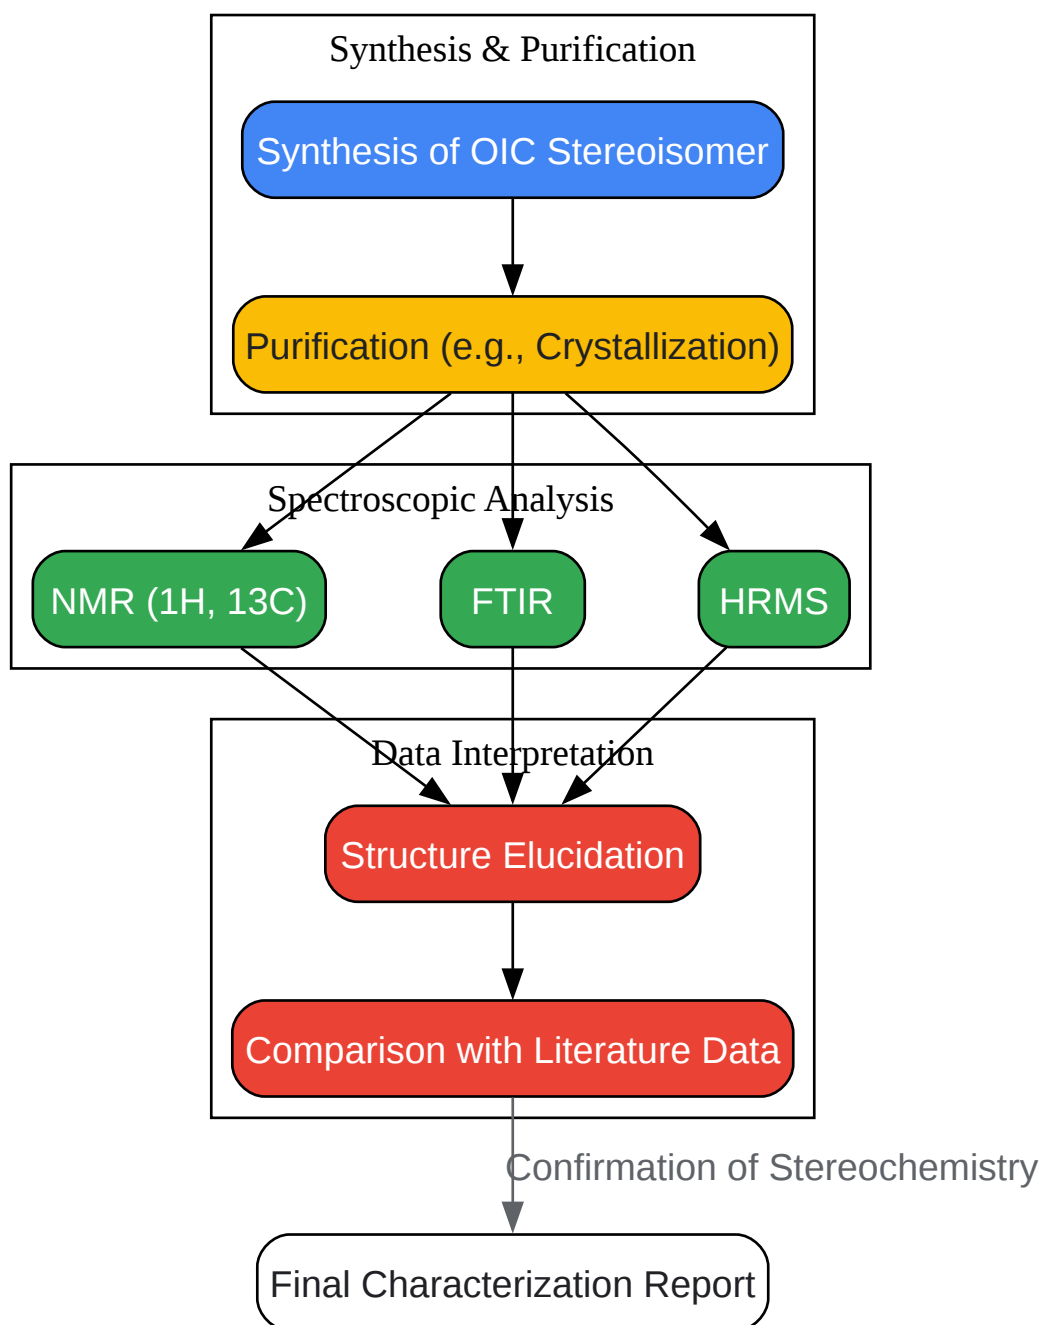 Synthesis & Purification
Synthesis of OIC Stereoisomer
Purification (e.g., Crystallization)
Spectroscopic Analysis
NMR (1H, 13C)
FTIR
HRMS
Data Interpretation
Structure Elucidation
Comparison with Literature Data
Confirmation of Stereochemistry
Final Characterization Report